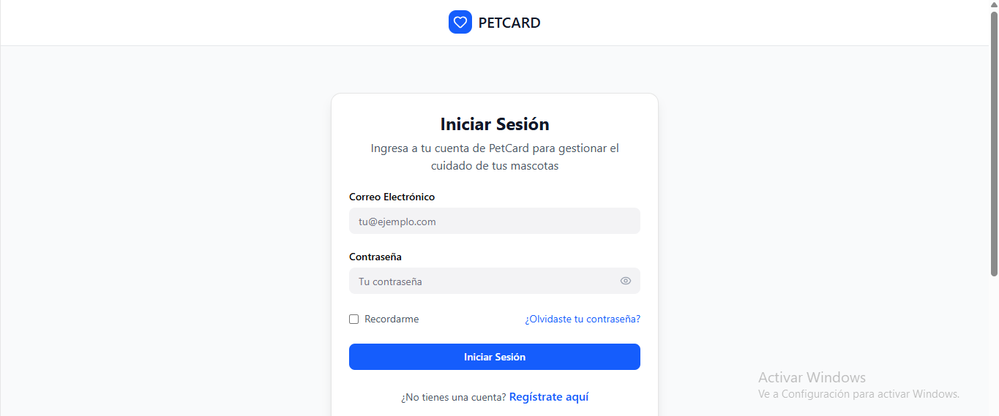 PETCARD
Iniciar Sesión
Ingresa a tu cuenta de PetCard para gestionar el
cuidado de tus mascotas
Correo Electrónico
tu@ejemplo.com
Contraseña
Tu contraseña
Recordarme
¿Olvidaste tu contraseña?
Iniciar Sesión
¿No tienes una cuenta? Regístrate aquí
Activar Windows
Ve a Configuración para activar Windows.